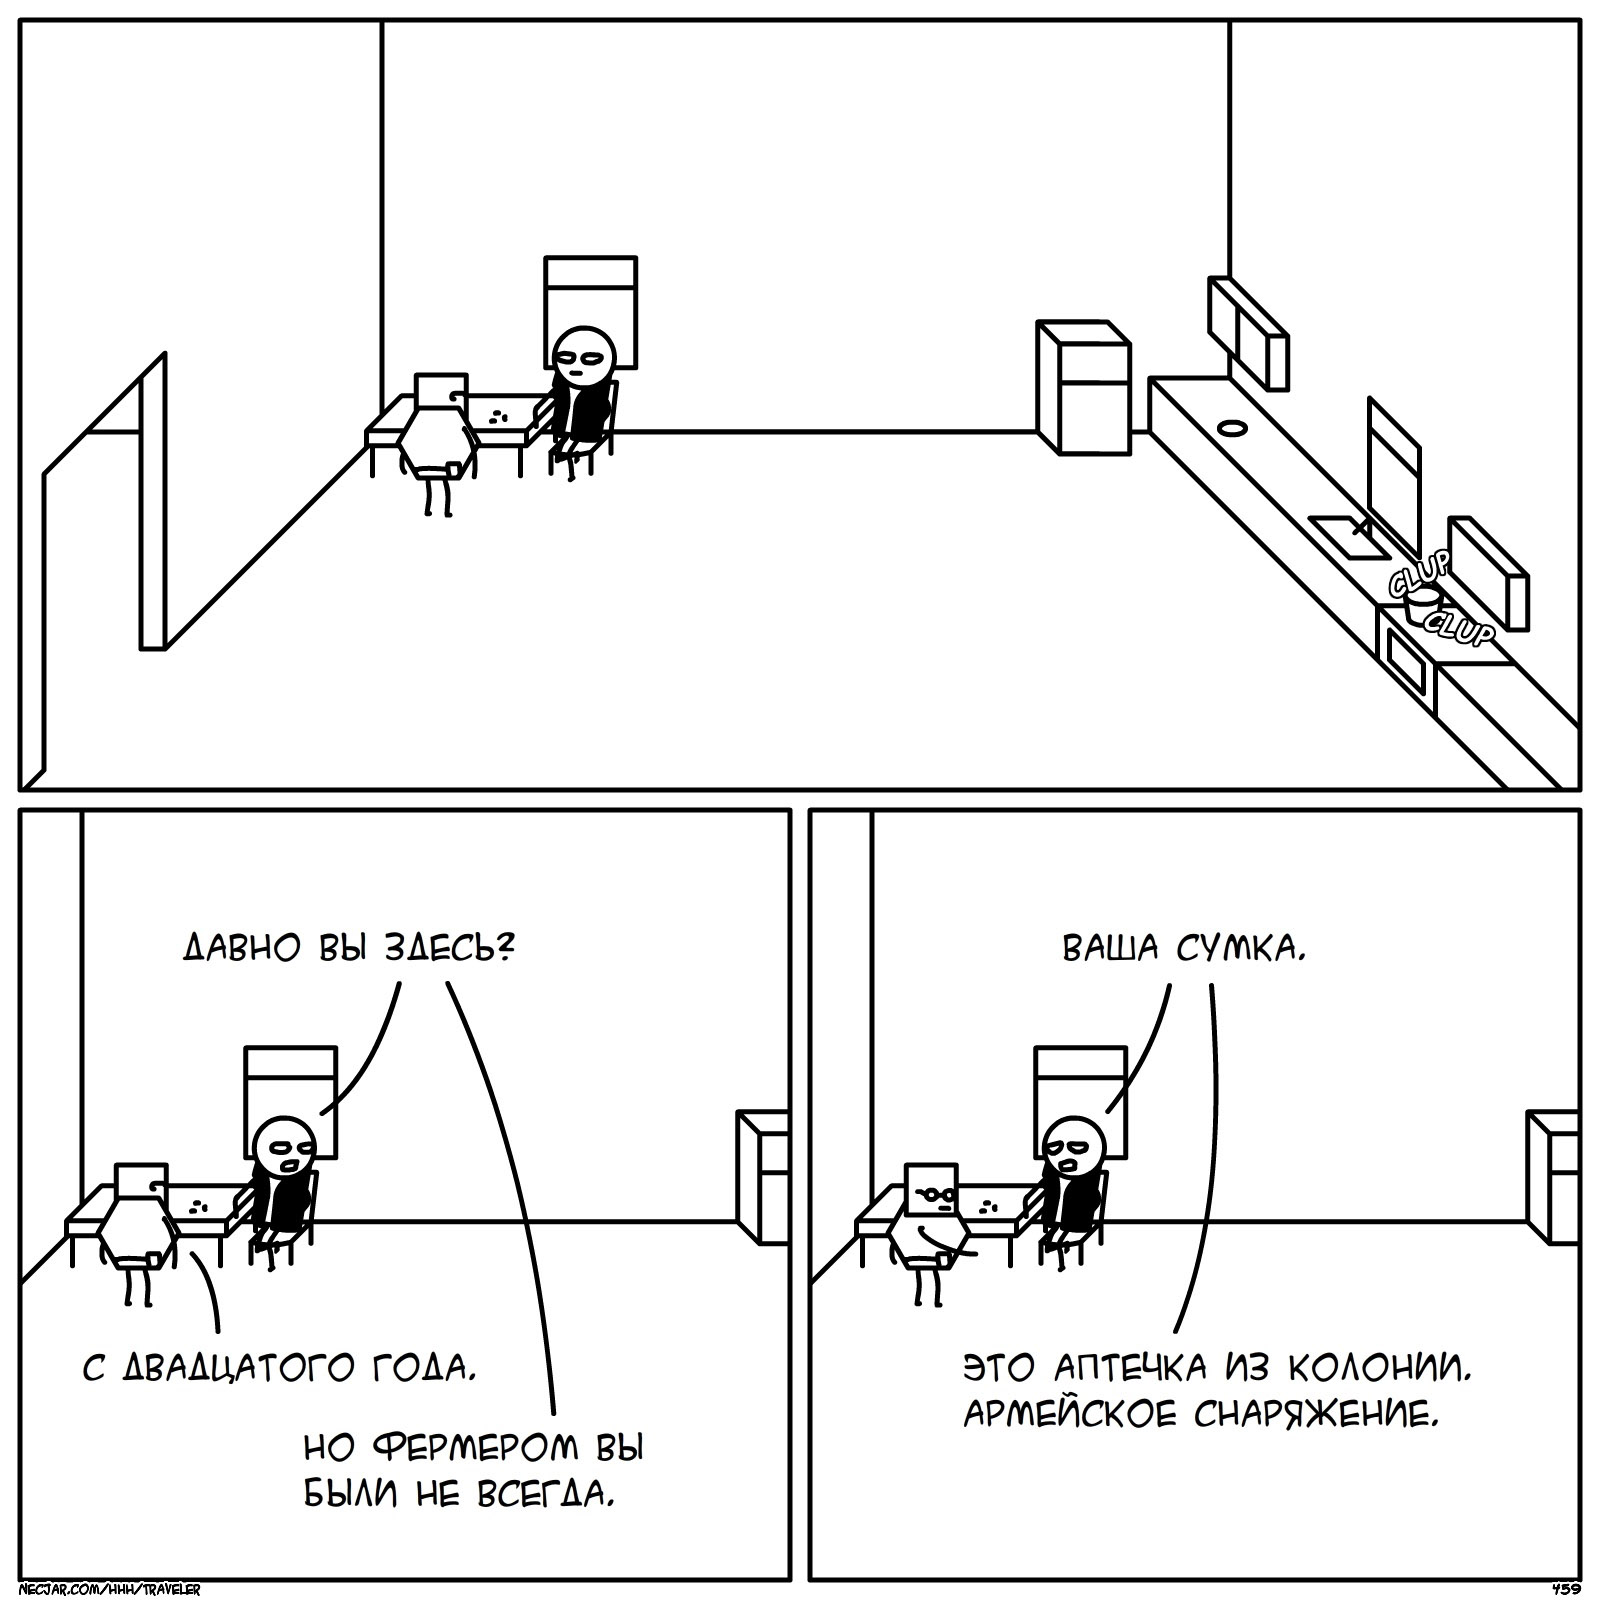 CLUP
CLUP
ДАВНО ВЫ ЗДЕСЬ?
С ДВАДЦАТОГО ГОДА.
НО ФЕРМЕРОМ ВЫ
БЫЛИ НЕ ВСЕГДА.
ВАША СУМКА.
ЭТО АПТЕЧКА ИЗ КОЛОНИИ.
АРМЕЙСКОЕ СНАРЯЖЕНИЕ.
NECJAR.COM/HHH/TRAVELER
459